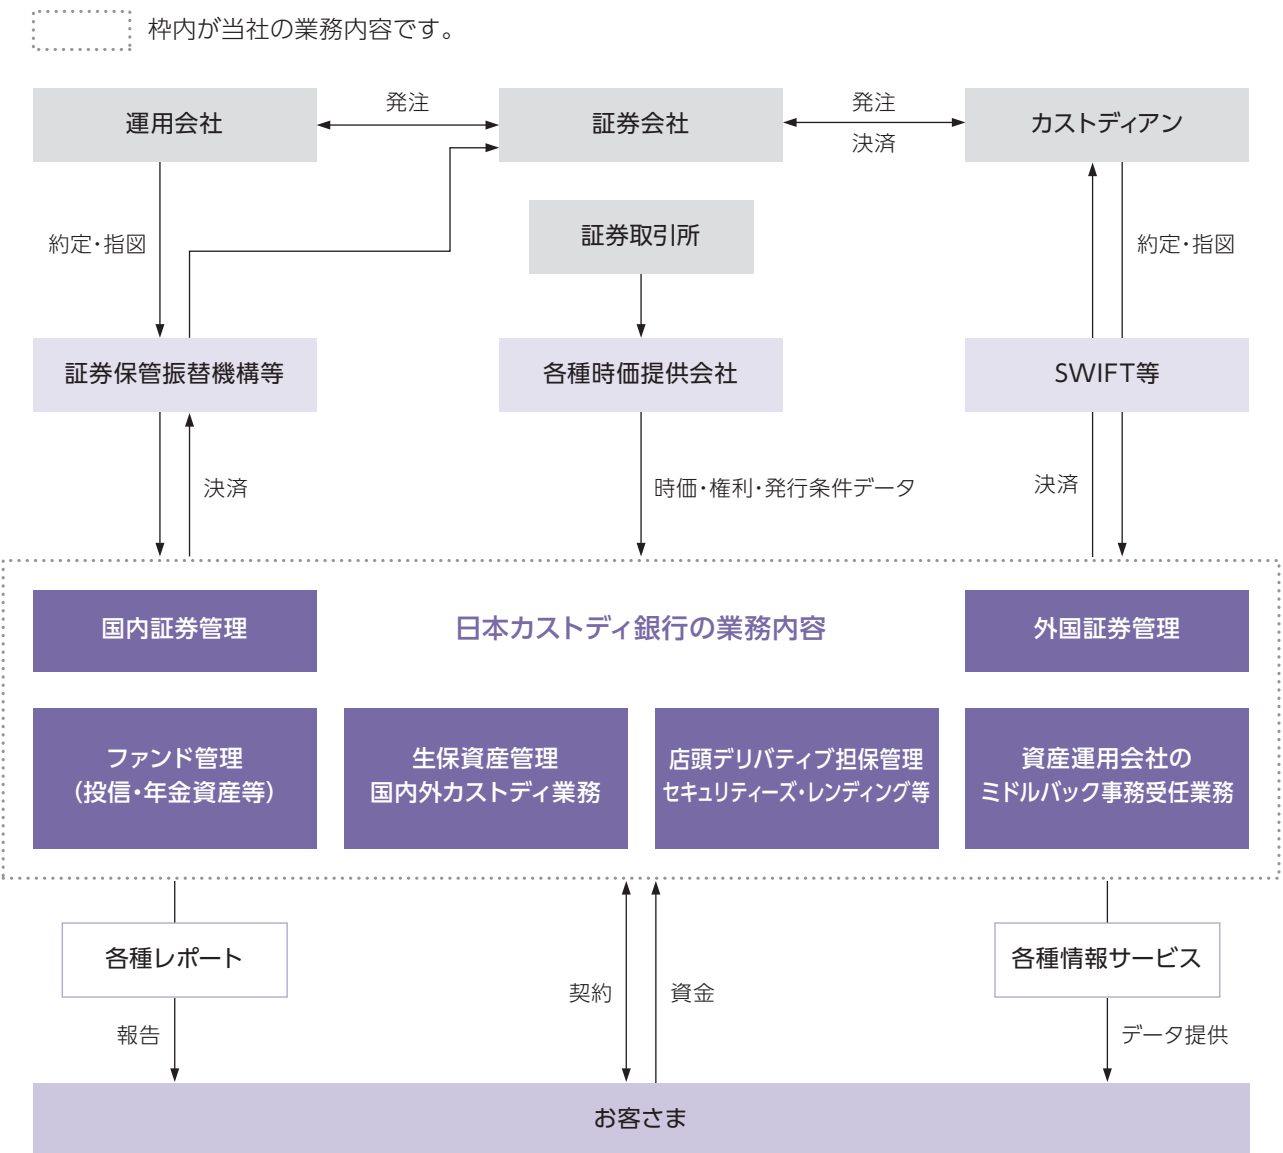 枠内が当社の業務内容です。
運用会社
発注
証券会社
発注
決済
カストディアン
証券取引所
約定・指図
約定・指図
証券保管振替機構等
各種時価提供会社
SWIFT等
決済
時価・権利・発行条件データ
決済
国内証券管理
日本カストディ銀行の業務内容
外国証券管理
ファンド管理
（投信・年金資産等）
生保資産管理
国内外カストディ業務
店頭デリバティブ担保管理
セキュリティーズ・レンディング等
資産運用会社の
ミドルバック事務受任業務
各種レポート
各種情報サービス
契約
資金
報告
データ提供
お客さま